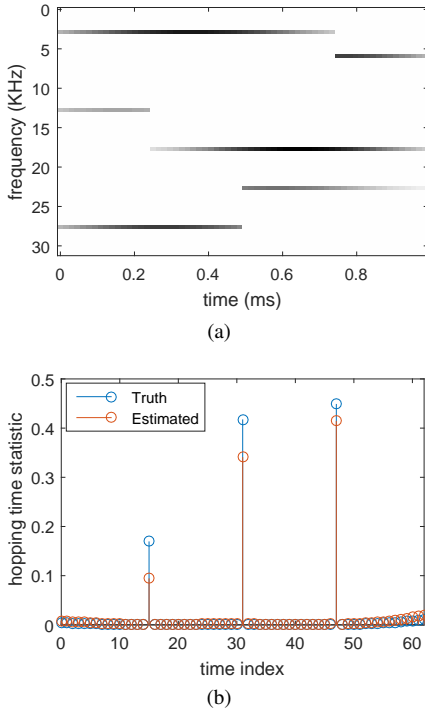 0
5
10
15
20
25
30
frequency (KHz)
0 0.2 0.4 0.6 0.8
time (ms)
(a)
0.5
0.4
0.3
0.2
0.1
0
hopping time statistic
Truth
Estimated
0 10 20 30 40 50 60
time index
(b)